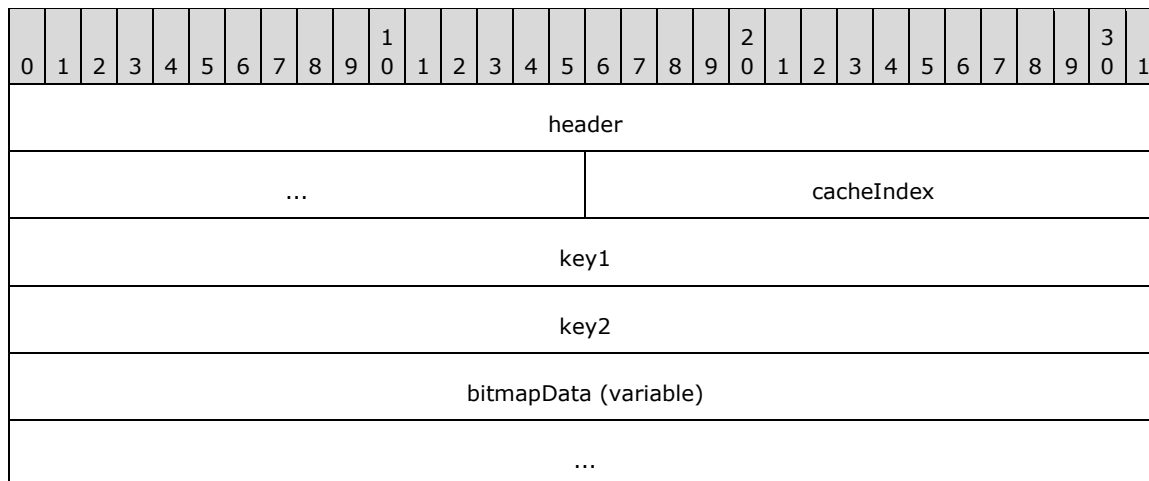 1 2 3
0 1 2 3 4 5 6 7 8 9 0 1 2 3 4 5 6 7 8 9 0 1 2 3 4 5 6 7 8 9 0 1
header
... cacheIndex
key1
key2
bitmapData (variable)
...